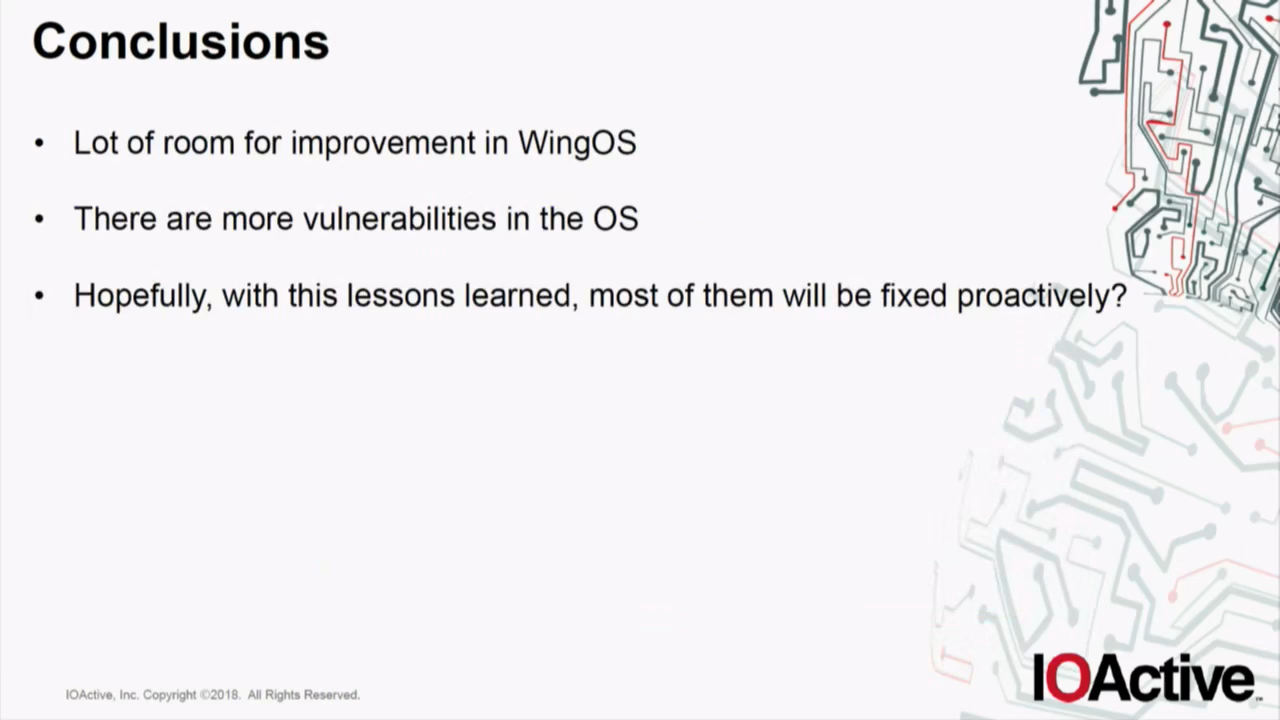 Conclusions
• Lot of room for improvement in WingOS
• There are more vulnerabilities in the OS
• Hopefully, with this lessons learned, most of them will be fixed proactively?
IOActive, Inc. Copyright ©2018. All Rights Reserved.
IOActive™